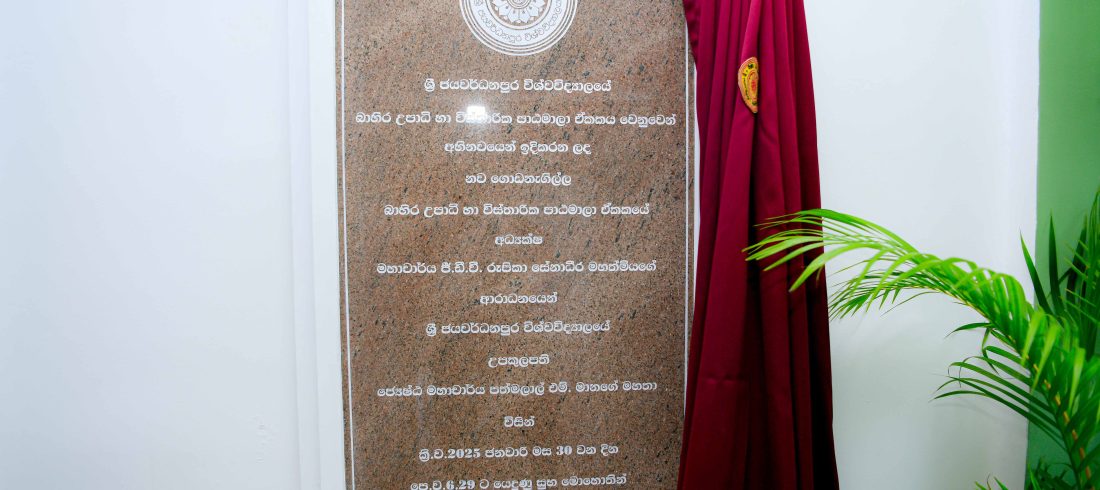 ශ්‍රී ජයවර්ධනපුර විශ්වවිද්‍යාලයේ
බාහිර උපාධි හා විස්තාරික පාඨමාලා ඒකකය වෙනුවෙන්
අභිනවයෙන් ඉදිකරන ලද
නව ගොඩනැගිල්ල
බාහිර උපාධි හා විස්තාරික පාඨමාලා ඒකකයේ
අධ්‍යක්ෂ
මහාචාර්ය පී.ඩී.වී. රූපිකා සේනාධීර මහත්මියගේ
ආරාධනයෙන්
ශ්‍රී ජයවර්ධනපුර විශ්වවිද්‍යාලයේ
උපකුලපති
ජ්‍යෙෂ්ඨ මහාචාර්ය පත්මලාල් එම්. මානගේ මහතා
විසින්
ක්‍රි.ව.2025 ජනවාරි මස 30 වන දින
පෙ.ව.6.29 ට යෙදුණු සුභ මොහොතින්